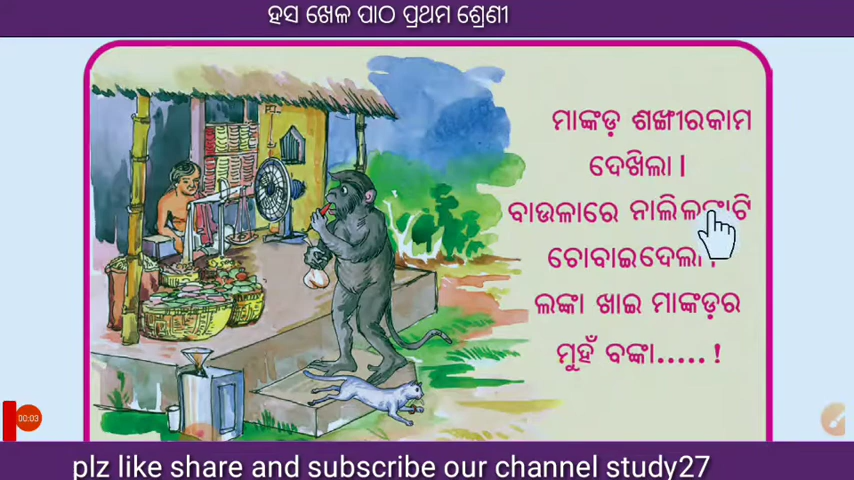 ହସ ଖେଳ ପାଠ ପ୍ରଥମ ଶ୍ରେଣୀ
ମାଙ୍କଡ଼ ଶଙ୍ଖାରିକାମ
ଦେଖିଲା ।
ବାଉଳାରେ ନାଲିଲଙ୍କାଟି
ଚୋବାଇଦେଲା
ଲଙ୍କା ଖାଇ ମାଙ୍କଡ଼ର
ମୁହଁ ବଙ୍କା.....!
00:03
plz like share and subscribe our channel study27